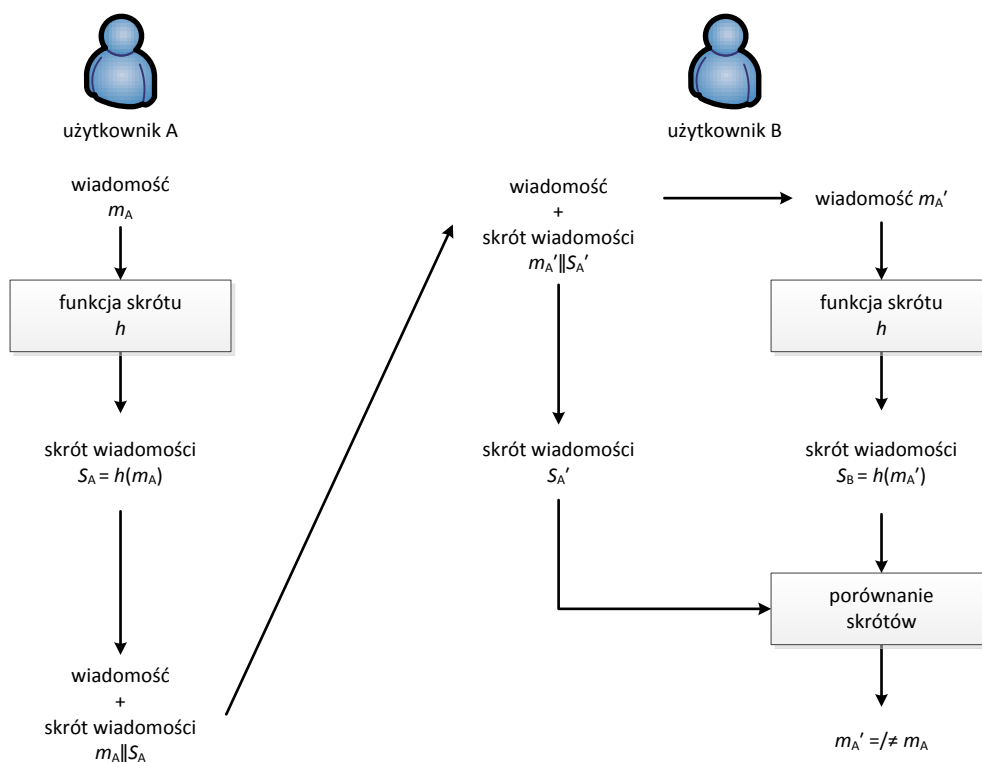 użytkownik A
wiadomość
mA
funkcja skrótu
h
skrót wiadomości
SA = h(mA)
wiadomość
+
skrót wiadomości
mA‖SA
użytkownik B
wiadomość
+
skrót wiadomości
mA′‖SA′
wiadomość mA′
funkcja skrótu
h
skrót wiadomości
SA′
skrót wiadomości
SB = h(mA′)
porównanie
skrótów
mA′ =/≠ mA